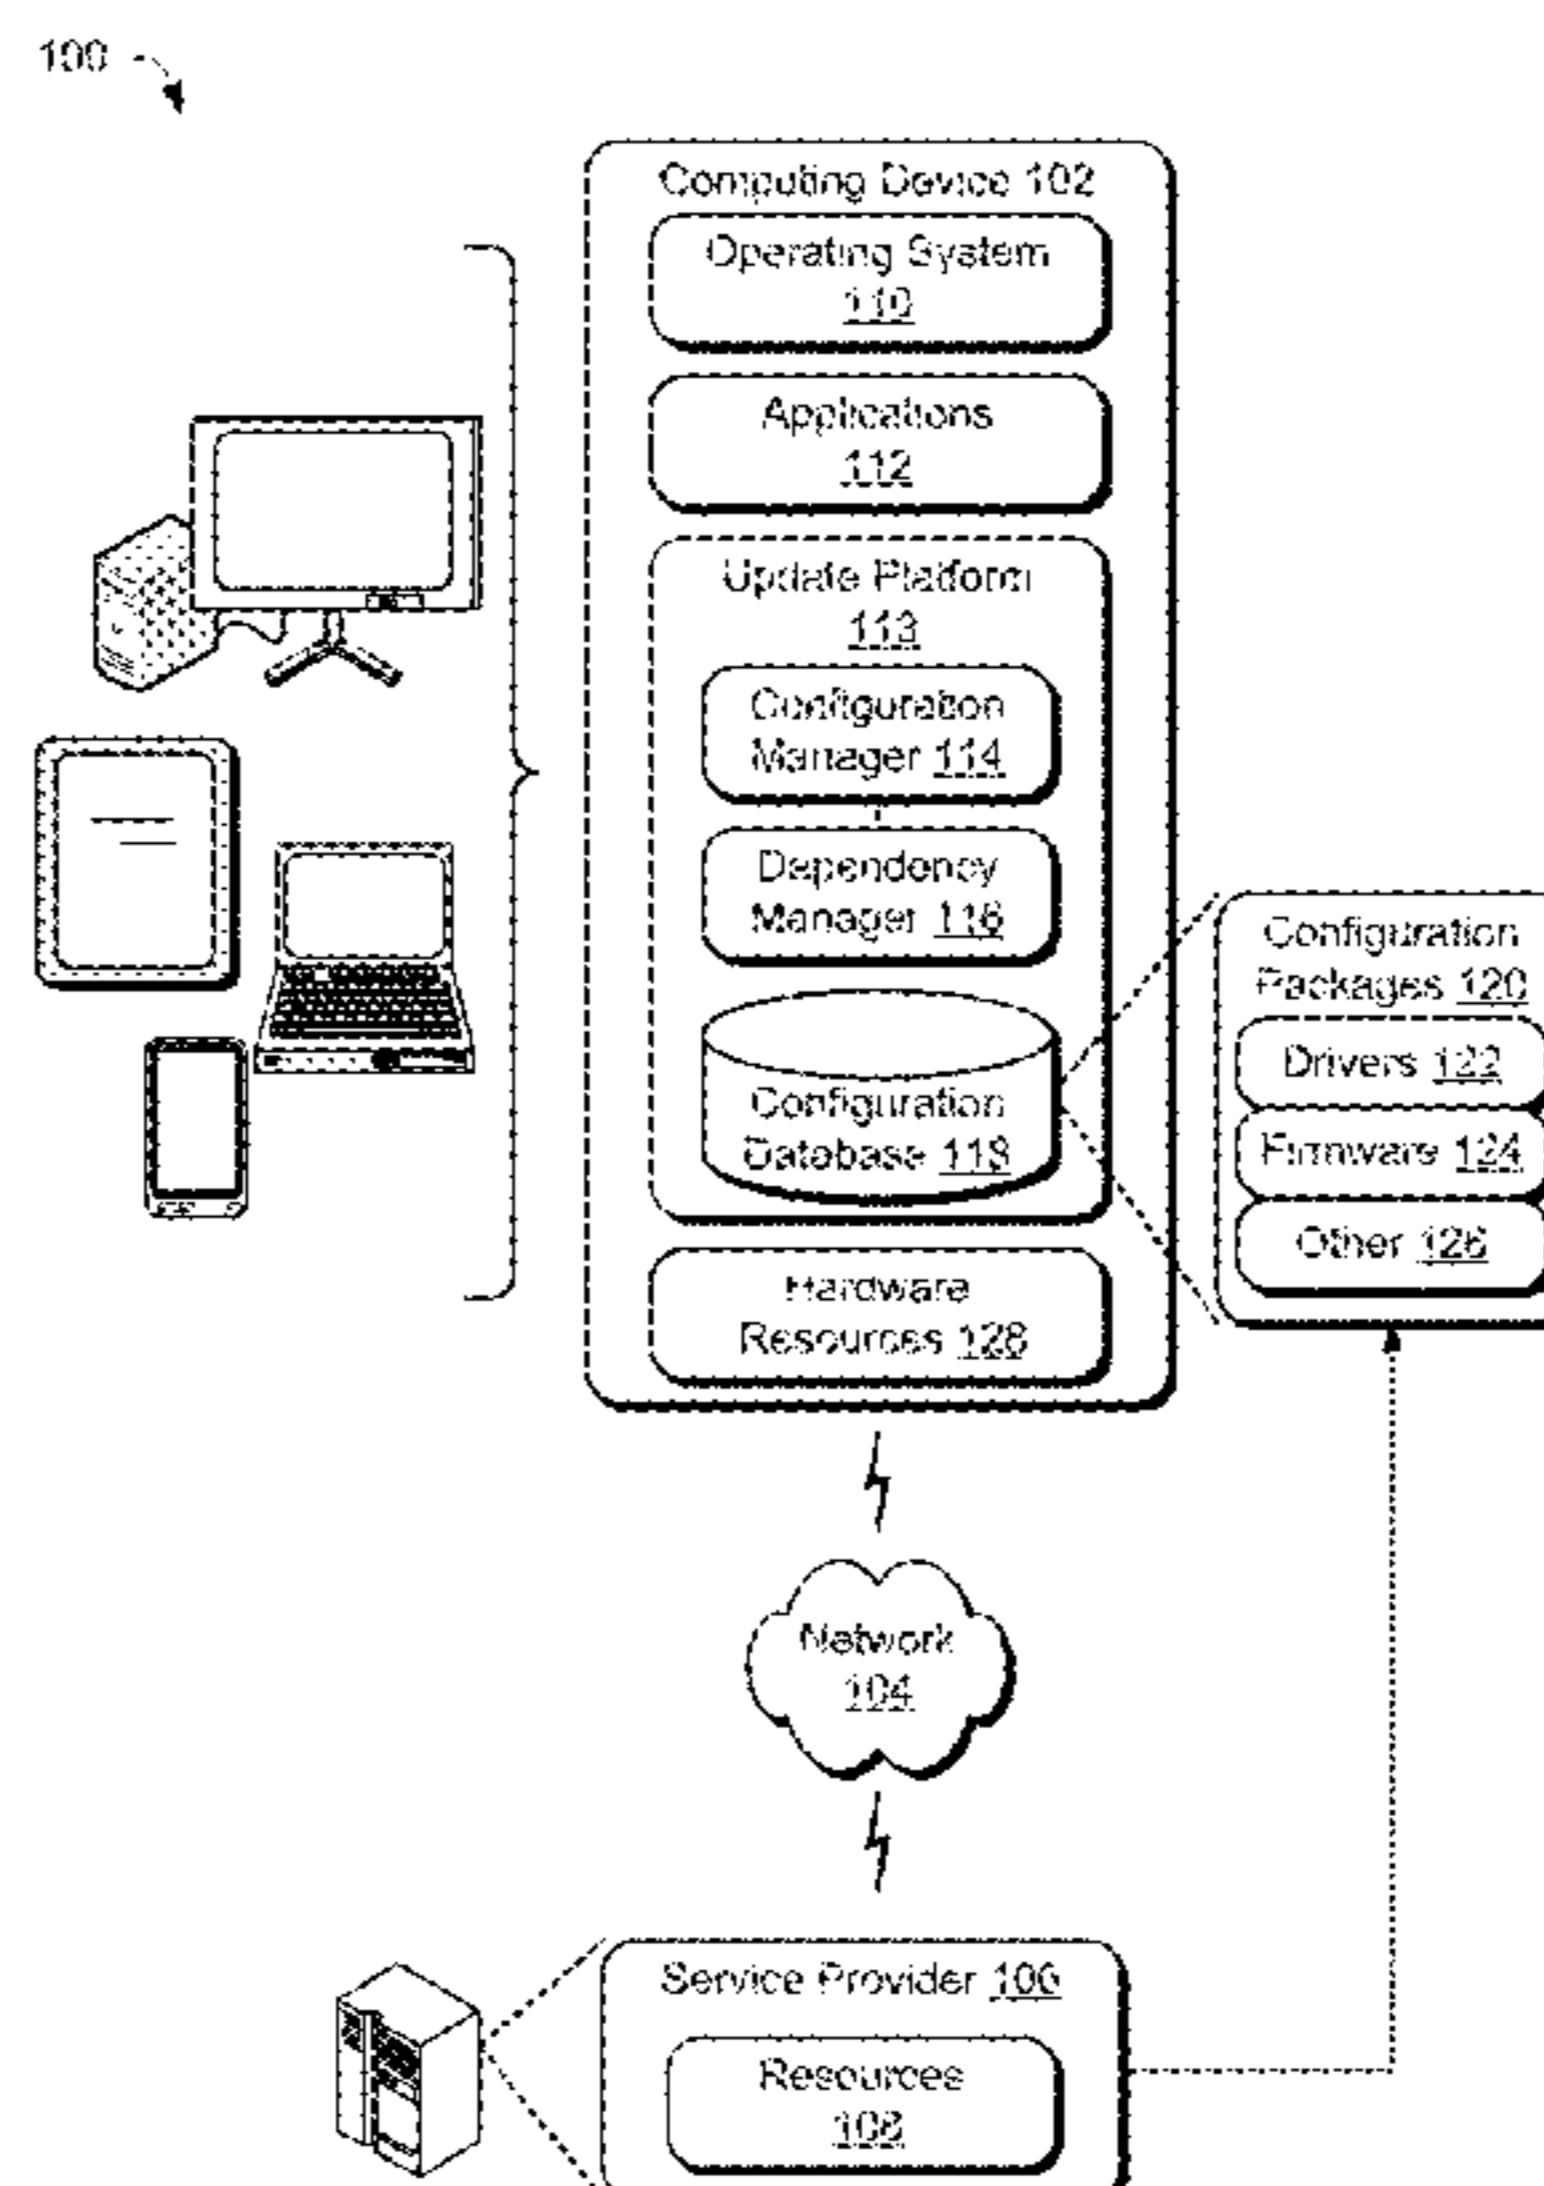 100
Computing Device 102
Operating System
110
Applications
112
Update Platform
113
Configuration
Manager 114
Dependency
Manager 116
Configuration
Database 118
Hardware
Resources 128
Configuration
Packages 120
Drivers 122
Firmware 124
Other 126
Network
104
Service Provider 106
Resources
108